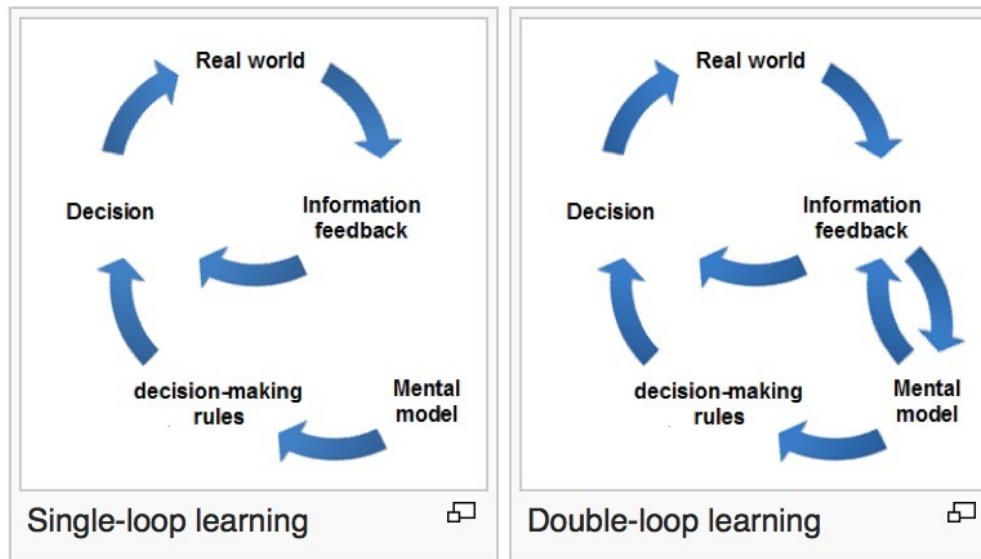 Real world
Decision
Information
feedback
decision-making
rules
Mental
model
Single-loop learning
Real world
Decision
Information
feedback
decision-making
rules
Mental
model
Double-loop learning